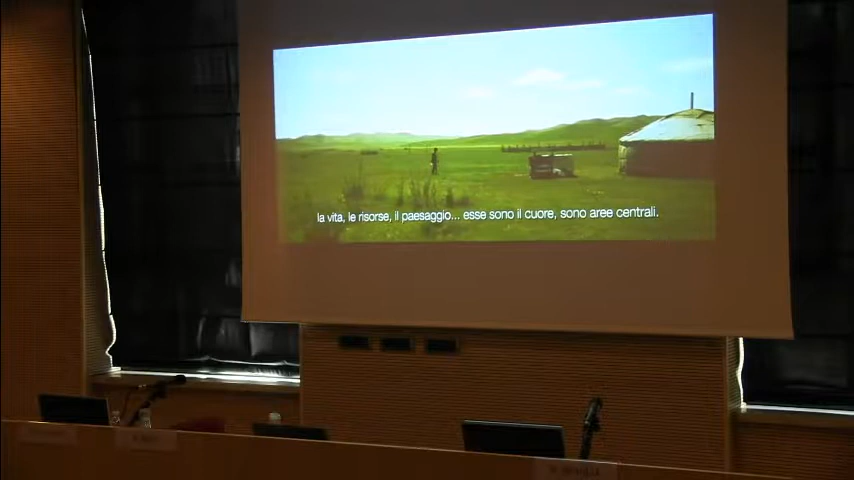 la vita, le risorse, il paesaggio... esse sono il cuore, sono aree centrali.